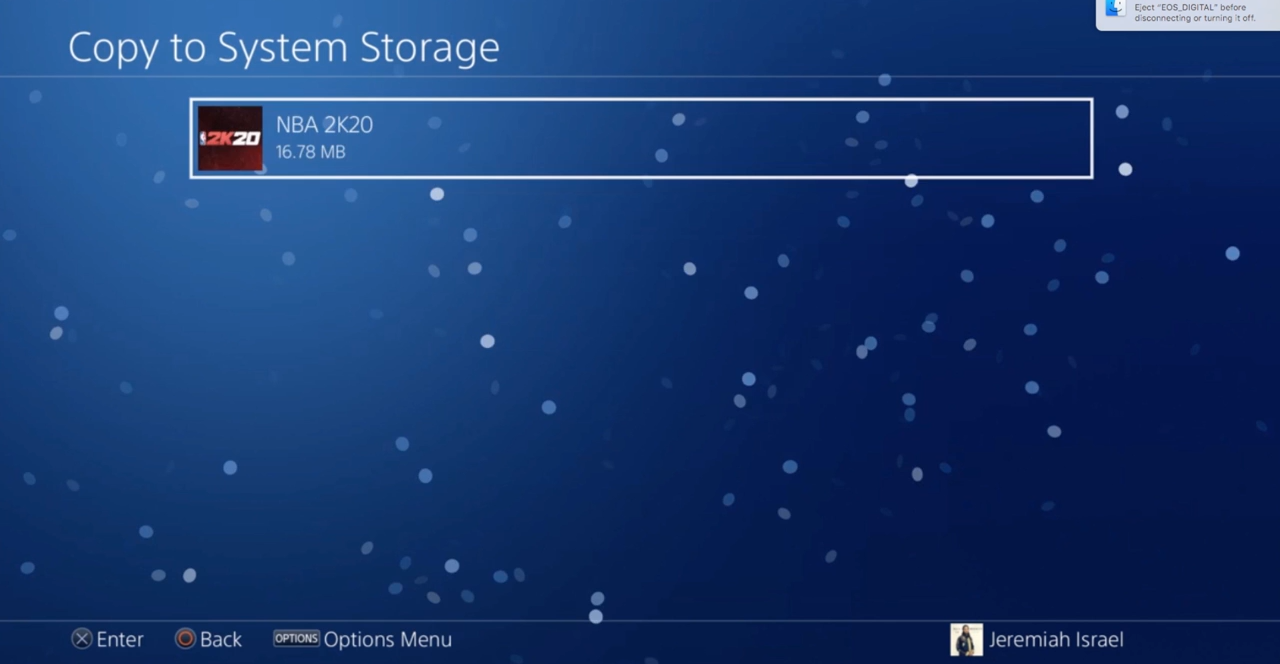 Eject "EOS_DIGITAL" before
disconnecting or turning it off.
Copy to System Storage
2K20
NBA 2K20
16.78 MB
Enter
Back
OPTIONS Options Menu
Jeremiah Israel